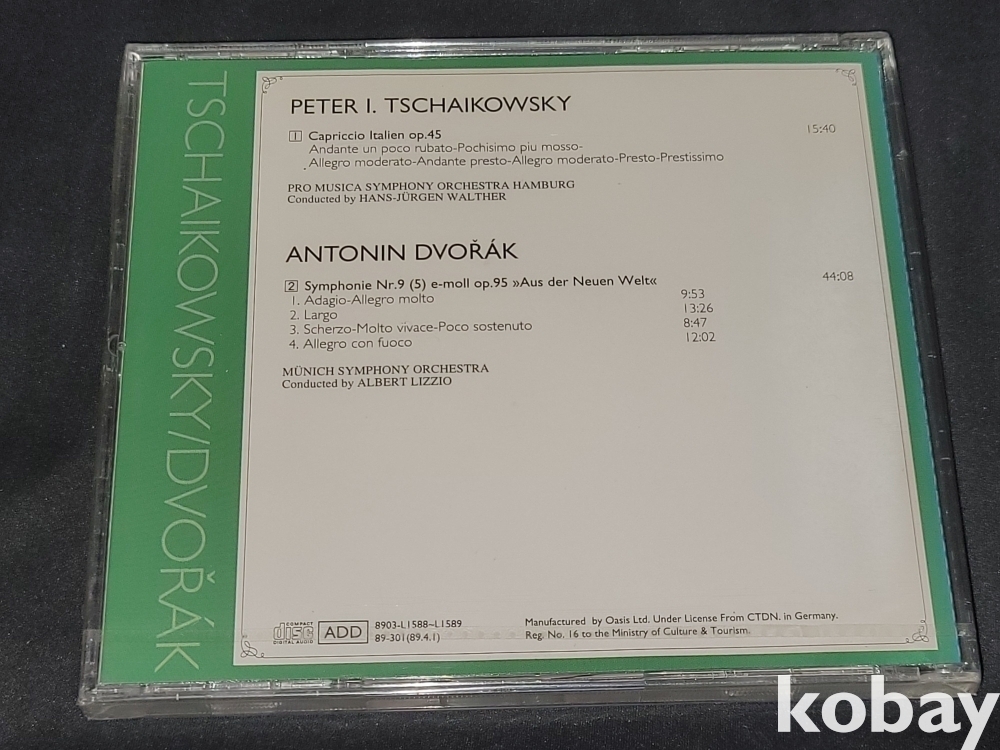 TSCHAIKOWSKY/DVOŘÁK
PETER I. TSCHAIKOWSKY
1 Capriccio Italien op.45 15:40
Andante un poco rubato-Pochisimo piu mosso-
Allegro moderato-Andante presto-Allegro moderato-Presto-Prestissimo
PRO MUSICA SYMPHONY ORCHESTRA HAMBURG
Conducted by HANS-JÜRGEN WALTHER
ANTONIN DVOŘÁK
2 Symphonie Nr.9 (5) e-moll op.95 »Aus der Neuen Welt« 44:08
1. Adagio-Allegro molto 9:53
2. Largo 13:26
3. Scherzo-Molto vivace-Poco sostenuto 8:47
4. Allegro con fuoco 12:02
MÜNICH SYMPHONY ORCHESTRA
Conducted by ALBERT LIZZIO
COMPACT disc DIGITAL AUDIO
ADD
8903-L1588~L1589
89-301(89.4.1)
Manufactured by Oasis Ltd. Under License From CTDN. in Germany.
Reg. No. 16 to the Ministry of Culture & Tourism.
kobay